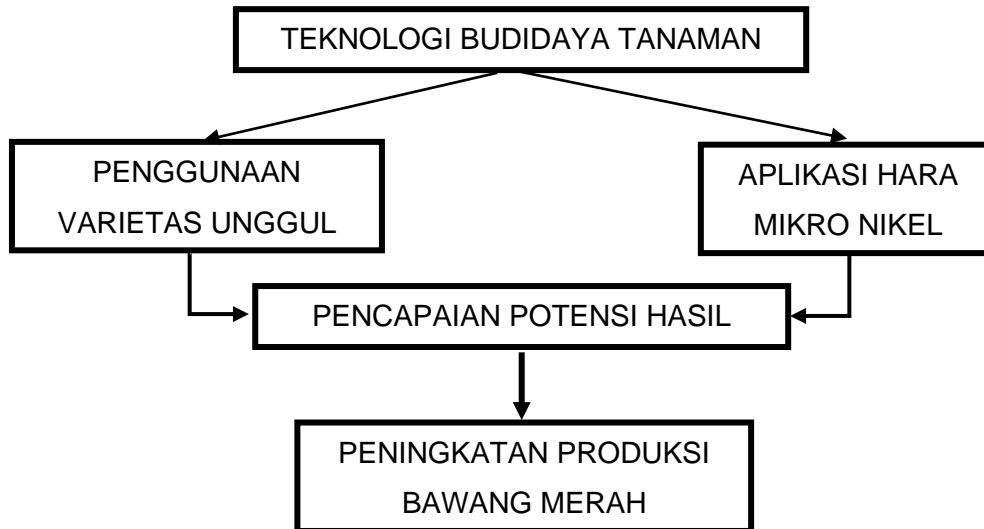 TEKNOLOGI BUDIDAYA TANAMAN
PENGGUNAAN
VARIETAS UNGGUL
APLIKASI HARA
MIKRO NIKEL
PENCAPAIAN POTENSI HASIL
PENINGKATAN PRODUKSI
BAWANG MERAH